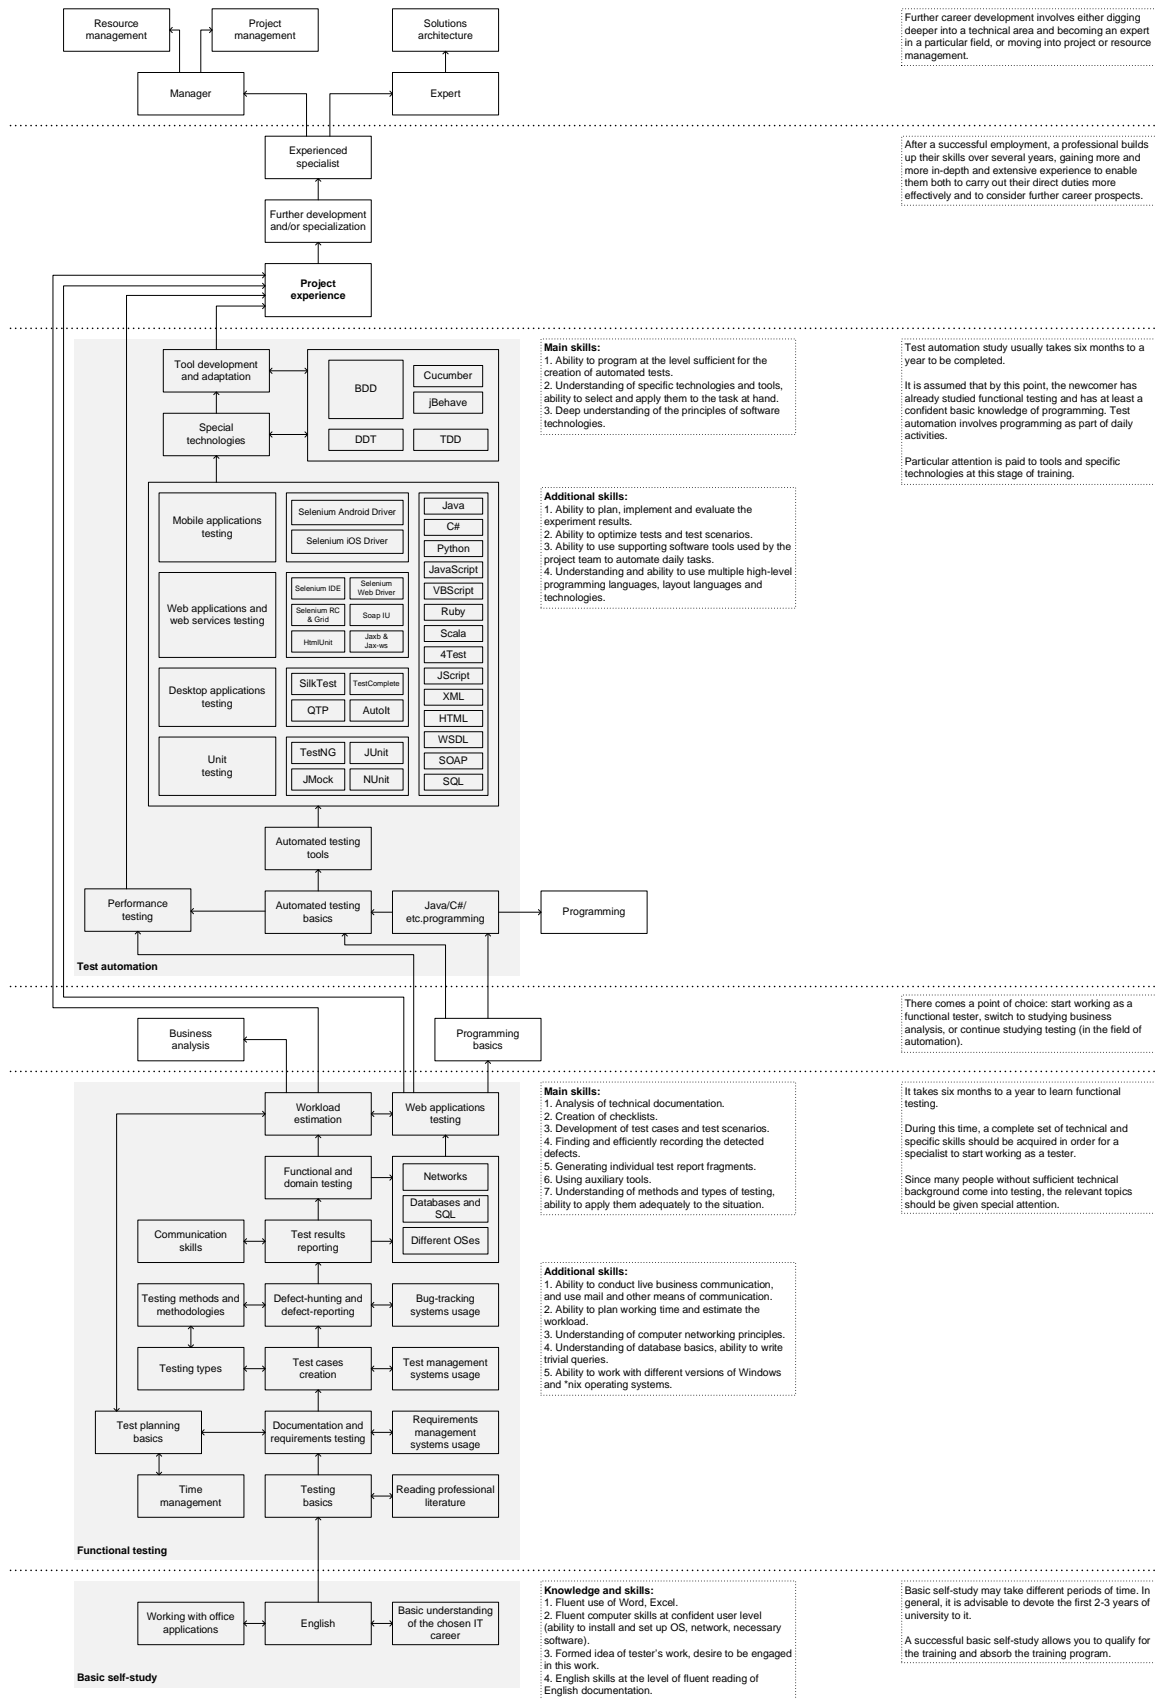 Resource
management
Project
management
Solutions
architecture
Further career development involves either digging
deeper into a technical area and becoming an expert
in a particular field, or moving into project or resource
management.
Manager
Expert
Experienced
specialist
After a successful employment, a professional builds
up their skills over several years, gaining more and
more in-depth and extensive experience to enable
them both to carry out their direct duties more
effectively and to consider further career prospects.
Further development
and/or specialization
Project
experience
Tool development
and adaptation
BDD
Cucumber
jBehave
Special
technologies
DDT
TDD
Main skills:
1. Ability to program at the level sufficient for the
creation of automated tests.
2. Understanding of specific technologies and tools,
ability to select and apply them to the task at hand.
3. Deep understanding of the principles of software
technologies.
Test automation study usually takes six months to a
year to be completed.
It is assumed that by this point, the newcomer has
already studied functional testing and has at least a
confident basic knowledge of programming. Test
automation involves programming as part of daily
activities.
Particular attention is paid to tools and specific
technologies at this stage of training.
Mobile applications
testing
Selenium Android Driver
Selenium iOS Driver
Web applications and
web services testing
Selenium IDE
Selenium
Web Driver
Selenium RC
& Grid
Soap IU
HtmlUnit
Jaxb &
Jax-ws
Desktop applications
testing
SilkTest
TestComplete
QTP
AutoIt
Unit
testing
TestNG
JUnit
JMock
NUnit
Java
C#
Python
JavaScript
VBScript
Ruby
Scala
4Test
JScript
XML
HTML
WSDL
SOAP
SQL
Additional skills:
1. Ability to plan, implement and evaluate the
experiment results.
2. Ability to optimize tests and test scenarios.
3. Ability to use supporting software tools used by the
project team to automate daily tasks.
4. Understanding and ability to use multiple high-level
programming languages, layout languages and
technologies.
Automated testing
tools
Performance
testing
Automated testing
basics
Java/C#/
etc.programming
Programming
Test automation
Business
analysis
Programming
basics
There comes a point of choice: start working as a
functional tester, switch to studying business
analysis, or continue studying testing (in the field of
automation).
Workload
estimation
Web applications
testing
Functional and
domain testing
Networks
Databases and
SQL
Different OSes
Communication
skills
Test results
reporting
Main skills:
1. Analysis of technical documentation.
2. Creation of checklists.
3. Development of test cases and test scenarios.
4. Finding and efficiently recording the detected
defects.
5. Generating individual test report fragments.
6. Using auxiliary tools.
7. Understanding of methods and types of testing,
ability to apply them adequately to the situation.
It takes six months to a year to learn functional
testing.
During this time, a complete set of technical and
specific skills should be acquired in order for a
specialist to start working as a tester.
Since many people without sufficient technical
background come into testing, the relevant topics
should be given special attention.
Testing methods and
methodologies
Defect-hunting and
defect-reporting
Bug-tracking
systems usage
Testing types
Test cases
creation
Test management
systems usage
Additional skills:
1. Ability to conduct live business communication,
and use mail and other means of communication.
2. Ability to plan working time and estimate the
workload.
3. Understanding of computer networking principles.
4. Understanding of database basics, ability to write
trivial queries.
5. Ability to work with different versions of Windows
and *nix operating systems.
Test planning
basics
Documentation and
requirements testing
Requirements
management
systems usage
Time
management
Testing
basics
Reading professional
literature
Functional testing
Working with office
applications
English
Basic understanding
of the chosen IT
career
Basic self-study
Knowledge and skills:
1. Fluent use of Word, Excel.
2. Fluent computer skills at confident user level
(ability to install and set up OS, network, necessary
software).
3. Formed idea of tester's work, desire to be engaged
in this work.
4. English skills at the level of fluent reading of
English documentation.
Basic self-study may take different periods of time. In
general, it is advisable to devote the first 2-3 years of
university to it.
A successful basic self-study allows you to qualify for
the training and absorb the training program.